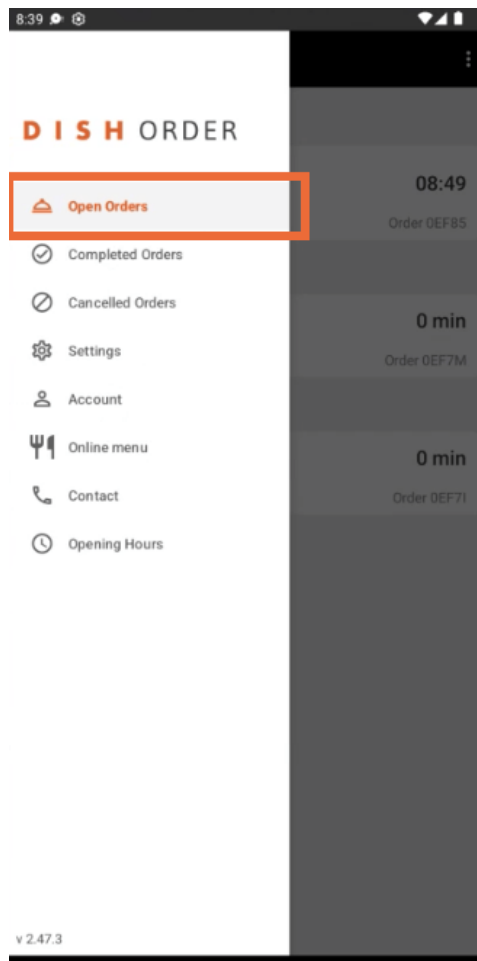 8:39
DISH ORDER
08:49
Open Orders
Order 0EF85
Completed Orders
Cancelled Orders
0 min
Settings
Order 0EF7M
Account
Online menu
0 min
Contact
Order 0EF7I
Opening Hours
v 2.47.3